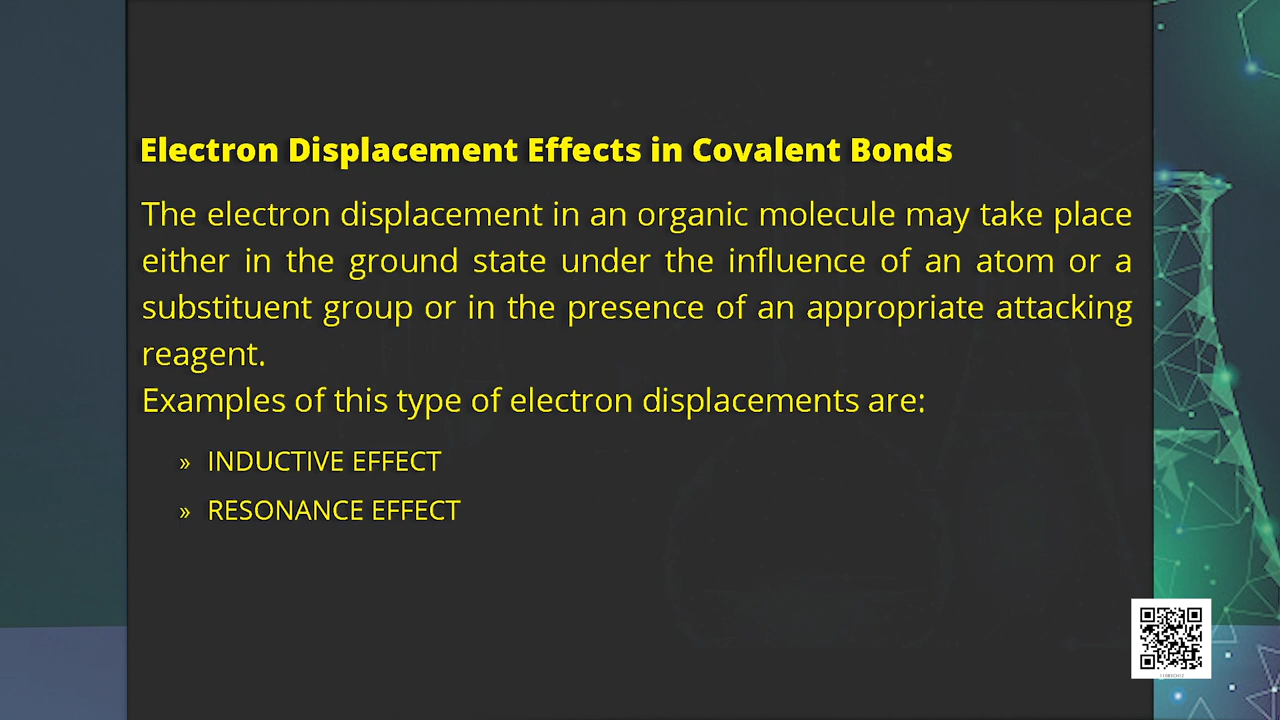 Electron Displacement Effects in Covalent Bonds
The electron displacement in an organic molecule may take place
either in the ground state under the influence of an atom or a
substituent group or in the presence of an appropriate attacking
reagent.
Examples of this type of electron displacements are:
» INDUCTIVE EFFECT
» RESONANCE EFFECT